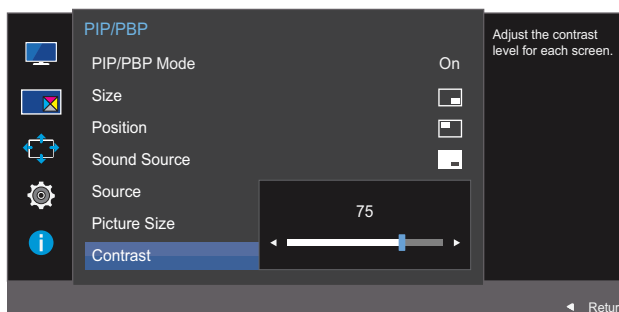 PIP/PBP
PIP/PBP Mode On
Size
Position
Sound Source
Source
Picture Size
Contrast
75
Adjust the contrast
level for each screen.